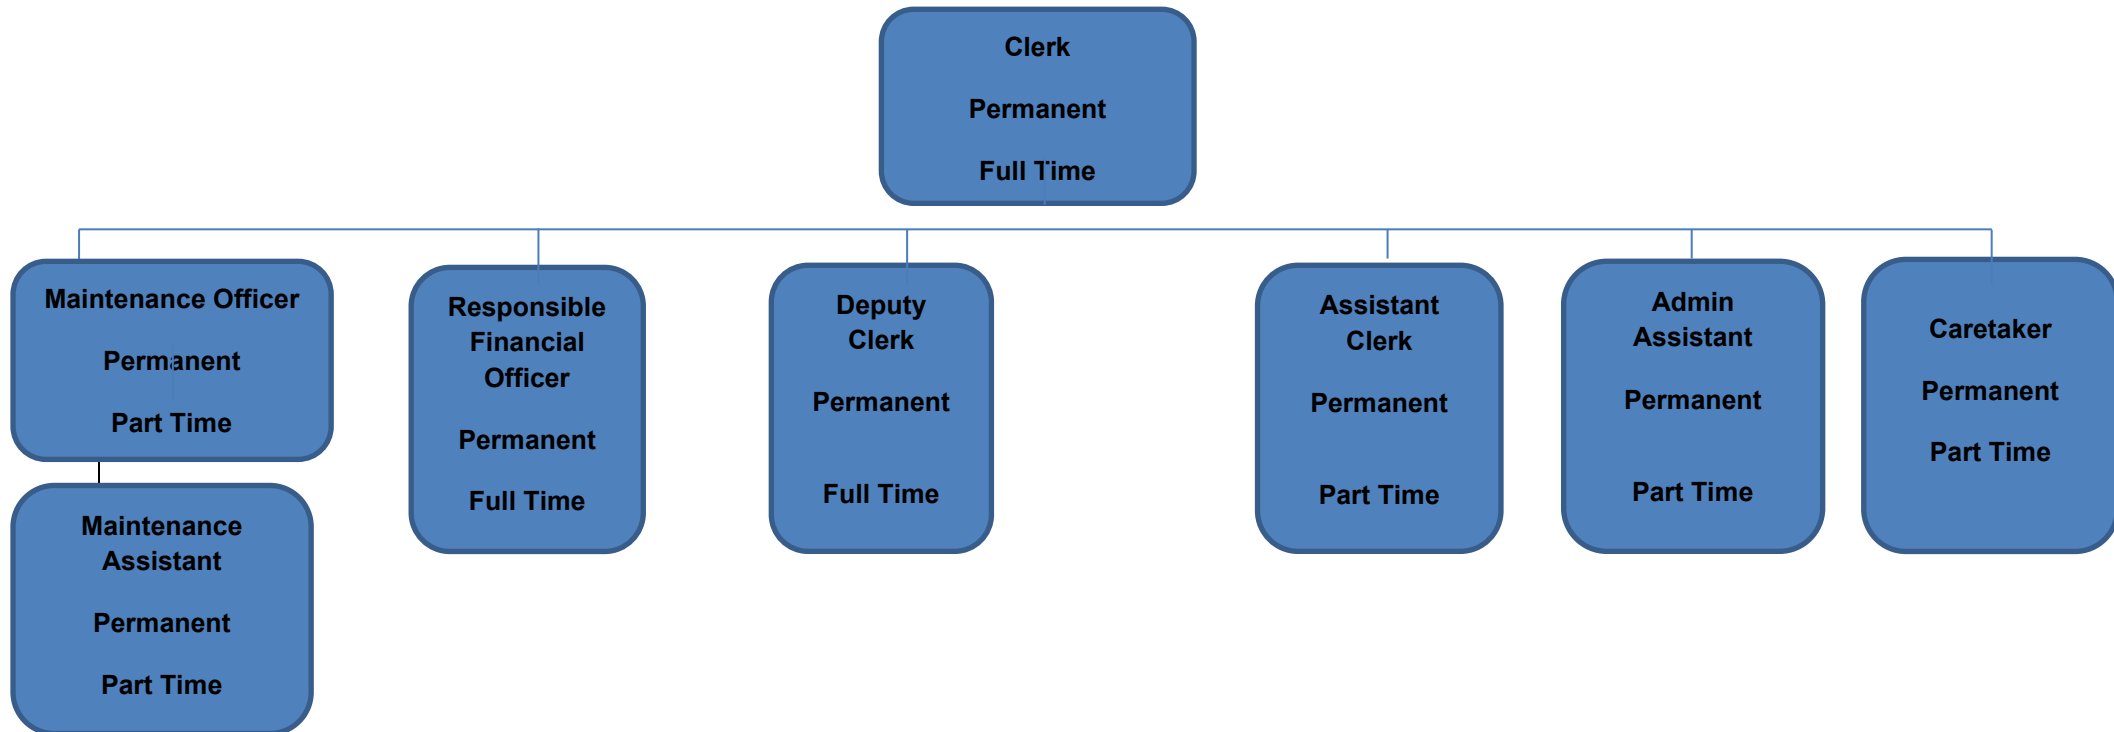 Clerk
Permanent
Full Time
Maintenance Officer
Permanent
Part Time
Responsible
Financial
Officer
Permanent
Full Time
Deputy
Clerk
Permanent
Full Time
Assistant
Clerk
Permanent
Part Time
Admin
Assistant
Permanent
Part Time
Caretaker
Permanent
Part Time
Maintenance
Assistant
Permanent
Part Time